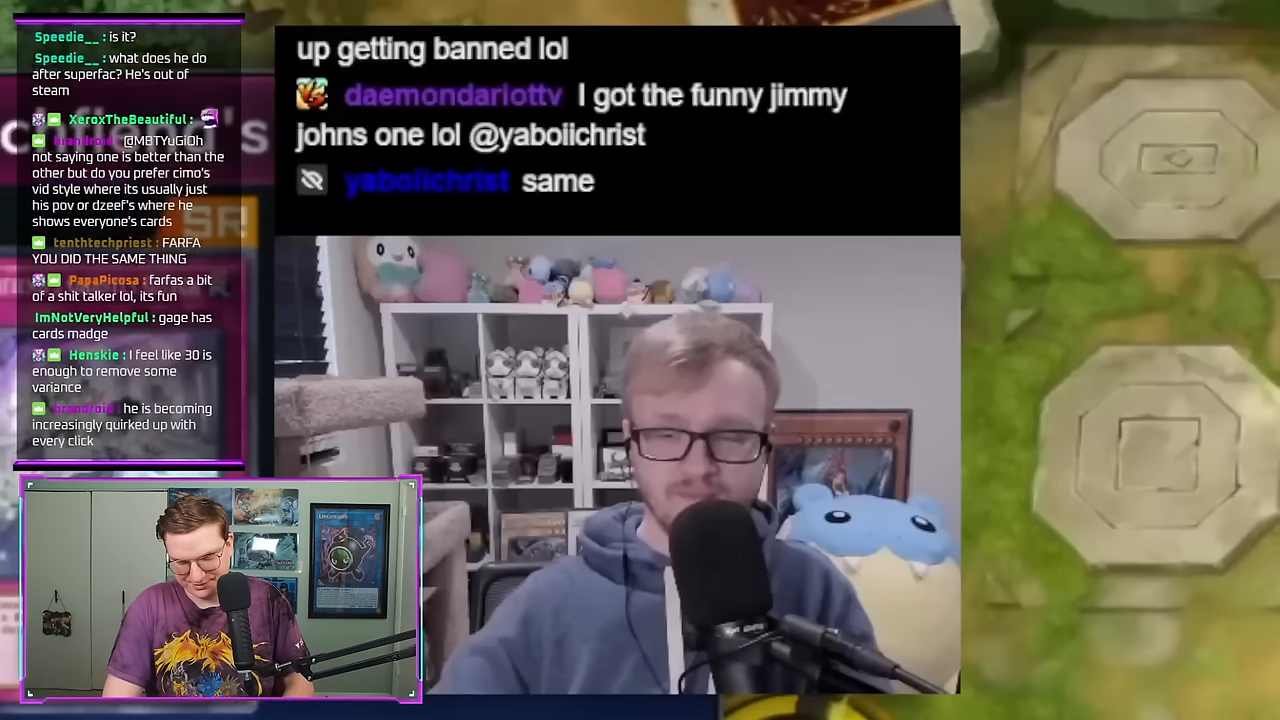 Speedie__ : is it?
Speedie__ : what does he do
after superfac? He's out of
steam
XeroxTheBeautiful :
brandroid : @MBTYuGiOh
not saying one is better than the
other but do you prefer cimo's
vid style where its usually just
his pov or dzeef's where he
shows everyone's cards
tenthtechpriest : FARFA
YOU DID THE SAME THING
PapaPicosa : farfas a bit
of a shit talker lol, its fun
ImNotVeryHelpful : gage has
cards madge
Henskie : I feel like 30 is
enough to remove some
variance
brandroid : he is becoming
increasingly quirked up with
every click
up getting banned lol
daemondariottv I got the funny jimmy
johns one lol @yaboiichrist
yaboiichrist same
SR